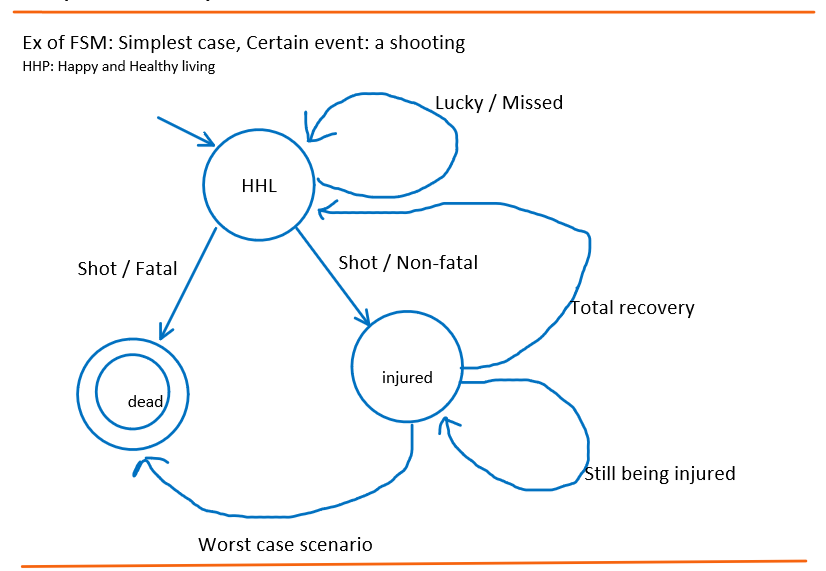 Ex of FSM: Simplest case, Certain event: a shooting
HHP: Happy and Healthy living
Lucky / Missed
HHL
Shot / Fatal
Shot / Non-fatal
Total recovery
injured
dead
Still being injured
Worst case scenario